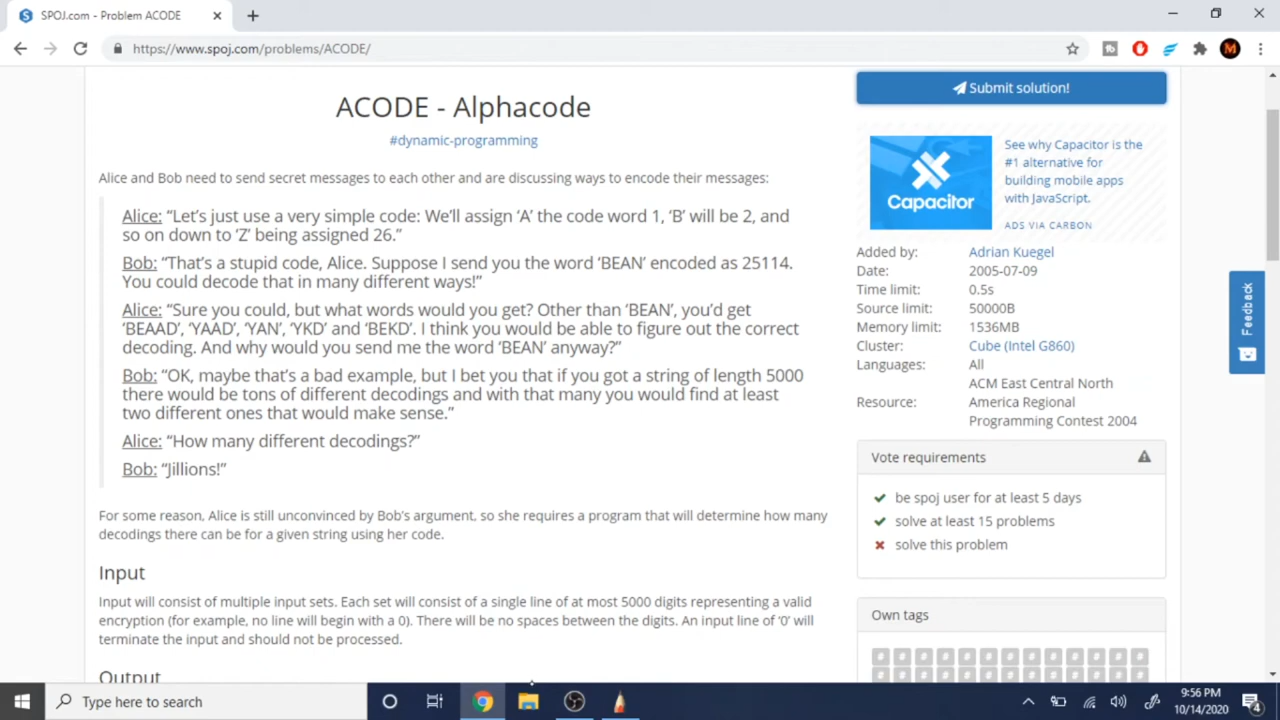 SPOJ.com - Problem ACODE
https://www.spoj.com/problems/ACODE/
M
ACODE - Alphacode
#dynamic-programming
Alice and Bob need to send secret messages to each other and are discussing ways to encode their messages:
Alice: “Let’s just use a very simple code: We’ll assign ‘A’ the code word 1, ‘B’ will be 2, and
so on down to ‘Z’ being assigned 26.”
Bob: “That’s a stupid code, Alice. Suppose I send you the word ‘BEAN’ encoded as 25114.
You could decode that in many different ways!”
Alice: “Sure you could, but what words would you get? Other than ‘BEAN’, you’d get
‘BEAAD’, ‘YAAD’, ‘YAN’, ‘YKD’ and ‘BEKD’. I think you would be able to figure out the correct
decoding. And why would you send me the word ‘BEAN’ anyway?”
Bob: “OK, maybe that’s a bad example, but I bet you that if you got a string of length 5000
there would be tons of different decodings and with that many you would find at least
two different ones that would make sense.”
Alice: “How many different decodings?”
Bob: “Jillions!”
For some reason, Alice is still unconvinced by Bob's argument, so she requires a program that will determine how many
decodings there can be for a given string using her code.
Input
Input will consist of multiple input sets. Each set will consist of a single line of at most 5000 digits representing a valid
encryption (for example, no line will begin with a 0). There will be no spaces between the digits. An input line of ‘0’ will
terminate the input and should not be processed.
Output
Submit solution!
Capacitor
See why Capacitor is the
#1 alternative for
building mobile apps
with JavaScript.
ADS VIA CARBON
Added by: Adrian Kuegel
Date: 2005-07-09
Time limit: 0.5s
Source limit: 50000B
Memory limit: 1536MB
Cluster: Cube (Intel G860)
Languages: All
ACM East Central North
Resource: America Regional
Programming Contest 2004
Vote requirements
be spoj user for at least 5 days
solve at least 15 problems
solve this problem
Own tags
# # # # # # # # # # # # # #
Feedback
Type here to search
9:56 PM
10/14/2020
4